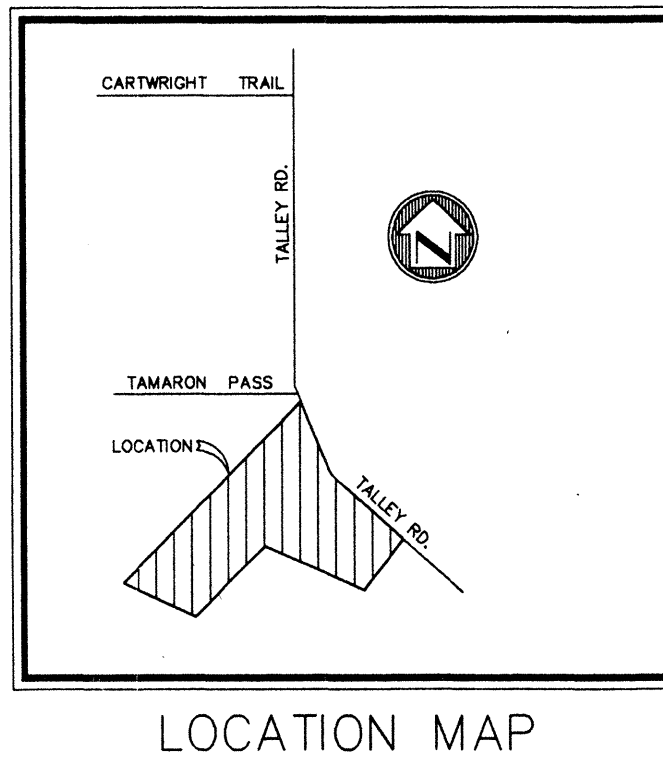 CARTWRIGHT TRAIL
TALLEY RD.
N
TAMARON PASS
LOCATION
TALLEY RD.
LOCATION MAP